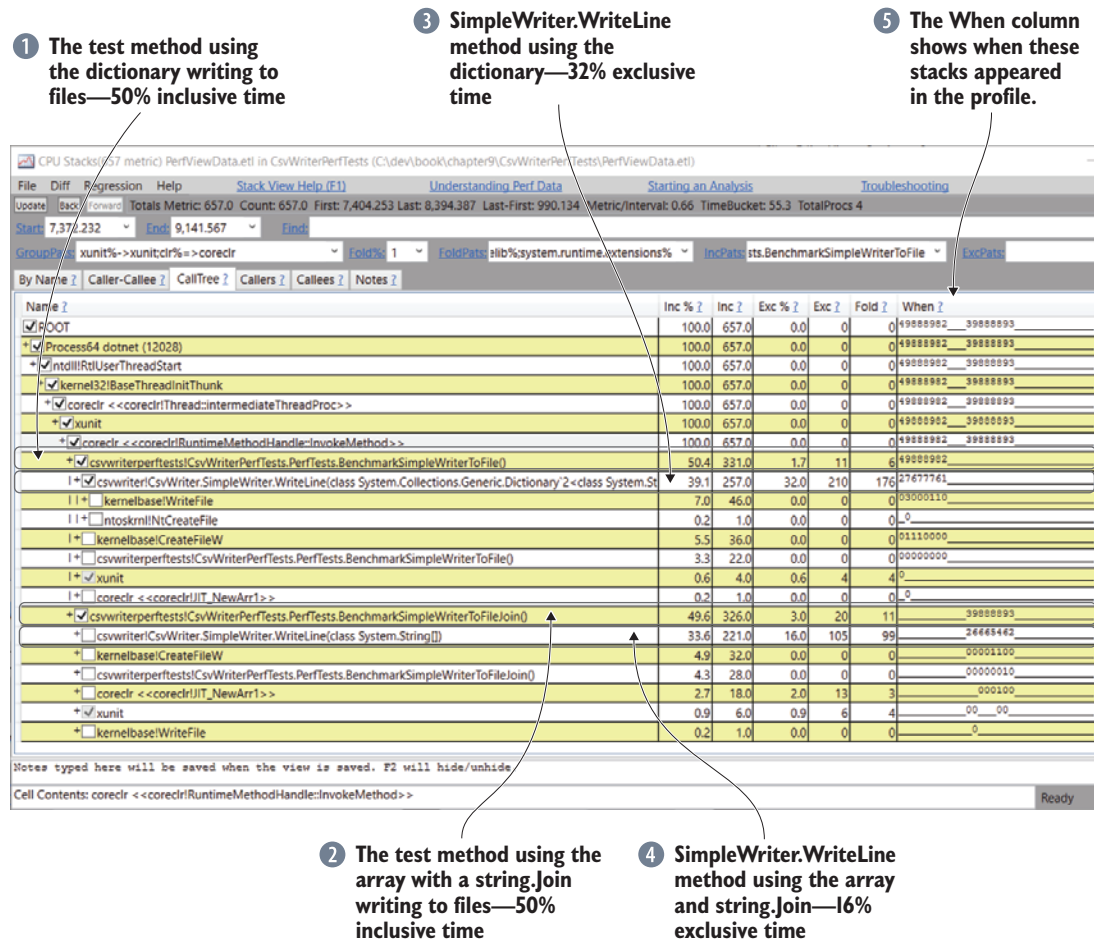 1 The test method using
the dictionary writing to
files—50% inclusive time
3 SimpleWriter.WriteLine
method using the
dictionary—32% exclusive
time
5 The When column
shows when these
stacks appeared
in the profile.
CPU Stacks(657 metric) PerfViewData.etl in CsvWriterPerfTests (C:\dev\book\chapter9\CsvWriterPerfTests\PerfViewData.etl)
File Diff Regression Help Stack View Help (F1) Understanding Perf Data Starting an Analysis Troubleshooting
Update Back Forward Totals Metric: 657.0 Count: 657.0 First: 7,404.253 Last: 8,394.387 Last-First: 990.134 Metric/Interval: 0.66 TimeBucket: 55.3 TotalProcs 4
Start: 7,372.232 End: 9,141.567 Find:
GroupPats: xunit%->xunit;clr%=>coreclr Fold%: 1 FoldPats: elib%;system.runtime.extensions% IncPats: sts.BenchmarkSimpleWriterToFile ExcPats:
By Name ? Caller-Callee ? CallTree ? Callers ? Callees ? Notes ?
Name ? Inc % ? Inc ? Exc % ? Exc ? Fold ? When ?
ROOT 100.0 657.0 0.0 0 0 49888982___39888893____
+ Process64 dotnet (12028) 100.0 657.0 0.0 0 0 49888982___39888893____
+ ntdll!RtlUserThreadStart 100.0 657.0 0.0 0 0 49888982___39888893____
+ kernel32!BaseThreadInitThunk 100.0 657.0 0.0 0 0 49888982___39888893____
+ coreclr <<coreclr!Thread::intermediateThreadProc>> 100.0 657.0 0.0 0 0 49888982___39888893____
+ xunit 100.0 657.0 0.0 0 0 49888982___39888893____
+ coreclr <<coreclr!RuntimeMethodHandle::InvokeMethod>> 100.0 657.0 0.0 0 0 49888982___39888893____
+ csvwriterperftests!CsvWriterPerfTests.PerfTests.BenchmarkSimpleWriterToFile() 50.4 331.0 1.7 11 6 49888982____
|+ csvwriter!CsvWriter.SimpleWriter.WriteLine(class System.Collections.Generic.Dictionary`2<class System.St 39.1 257.0 32.0 210 176 27677761____
||+ kernelbase!WriteFile 7.0 46.0 0.0 0 0 03000110____
||+ ntoskrnl!NtCreateFile 0.2 1.0 0.0 0 0 _0____
|+ kernelbase!CreateFileW 5.5 36.0 0.0 0 0 01110000____
|+ csvwriterperftests!CsvWriterPerfTests.PerfTests.BenchmarkSimpleWriterToFile() 3.3 22.0 0.0 0 0 00000000____
|+ xunit 0.6 4.0 0.6 4 4 0____
|+ coreclr <<coreclr!JIT_NewArr1>> 0.2 1.0 0.0 0 0 _0____
+ csvwriterperftests!CsvWriterPerfTests.PerfTests.BenchmarkSimpleWriterToFileJoin() 49.6 326.0 3.0 20 11 ____39888893____
+ csvwriter!CsvWriter.SimpleWriter.WriteLine(class System.String[]) 33.6 221.0 16.0 105 99 ____26665462____
+ kernelbase!CreateFileW 4.9 32.0 0.0 0 0 ____00001100____
+ csvwriterperftests!CsvWriterPerfTests.PerfTests.BenchmarkSimpleWriterToFileJoin() 4.3 28.0 0.0 0 0 ____00000010____
+ coreclr <<coreclr!JIT_NewArr1>> 2.7 18.0 2.0 13 3 ____000100____
+ xunit 0.9 6.0 0.9 6 4 ____00___00____
+ kernelbase!WriteFile 0.2 1.0 0.0 0 0 ____0____
Notes typed here will be saved when the view is saved. F2 will hide/unhide
Cell Contents: coreclr <<coreclr!RuntimeMethodHandle::InvokeMethod>> Ready
2 The test method using the
array with a string.Join
writing to files—50%
inclusive time
4 SimpleWriter.WriteLine
method using the array
and string.Join—16%
exclusive time